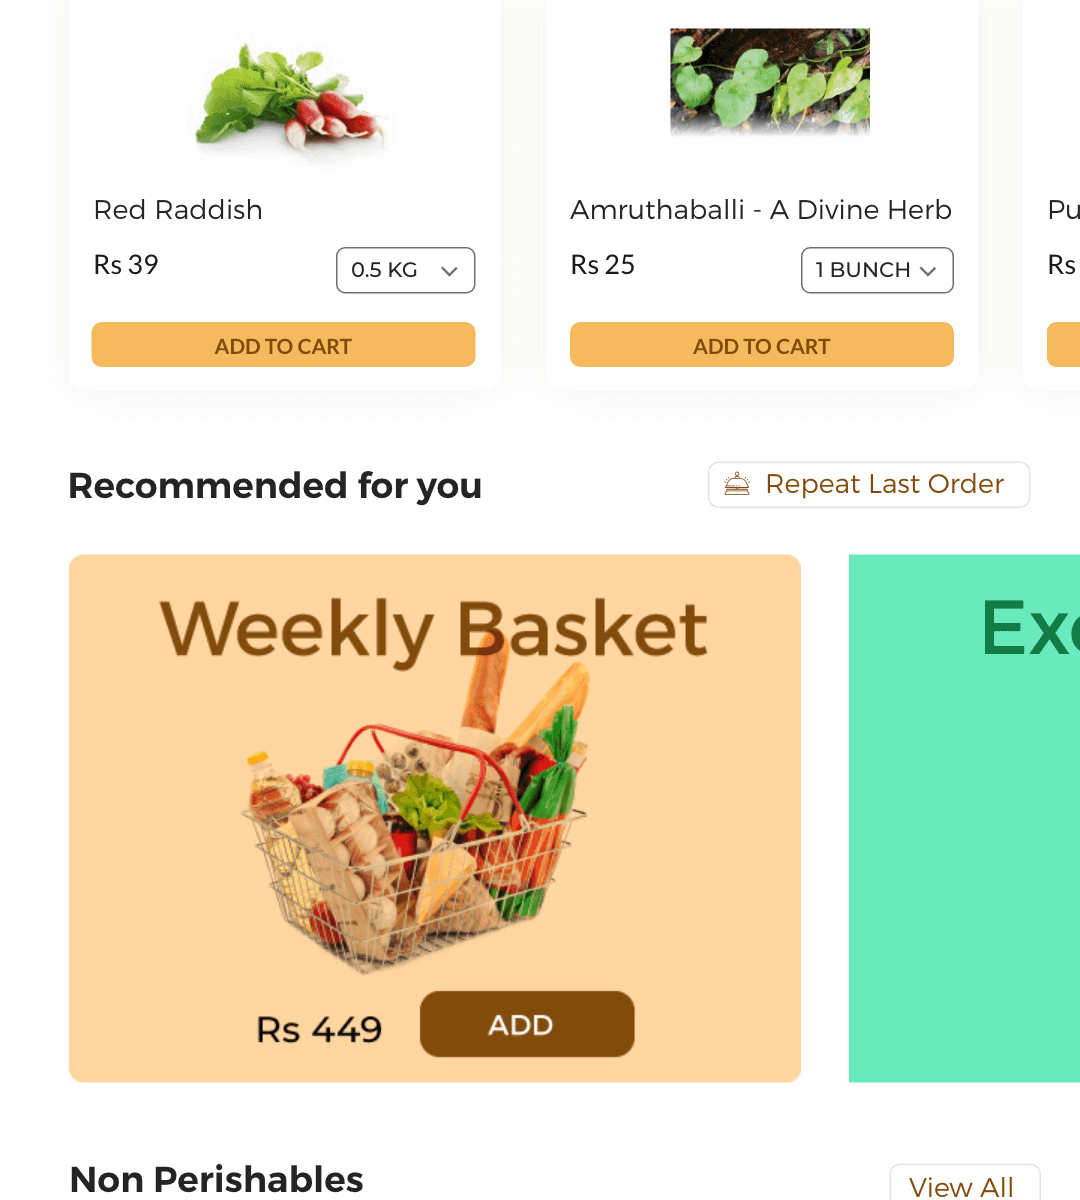 Red Raddish
Rs 39
0.5 KG
ADD TO CART
Amruthaballi - A Divine Herb
Rs 25
1 BUNCH
ADD TO CART
Pu
Rs
Recommended for you
Repeat Last Order
Weekly Basket
Rs 449
ADD
Exc
Non Perishables
View All